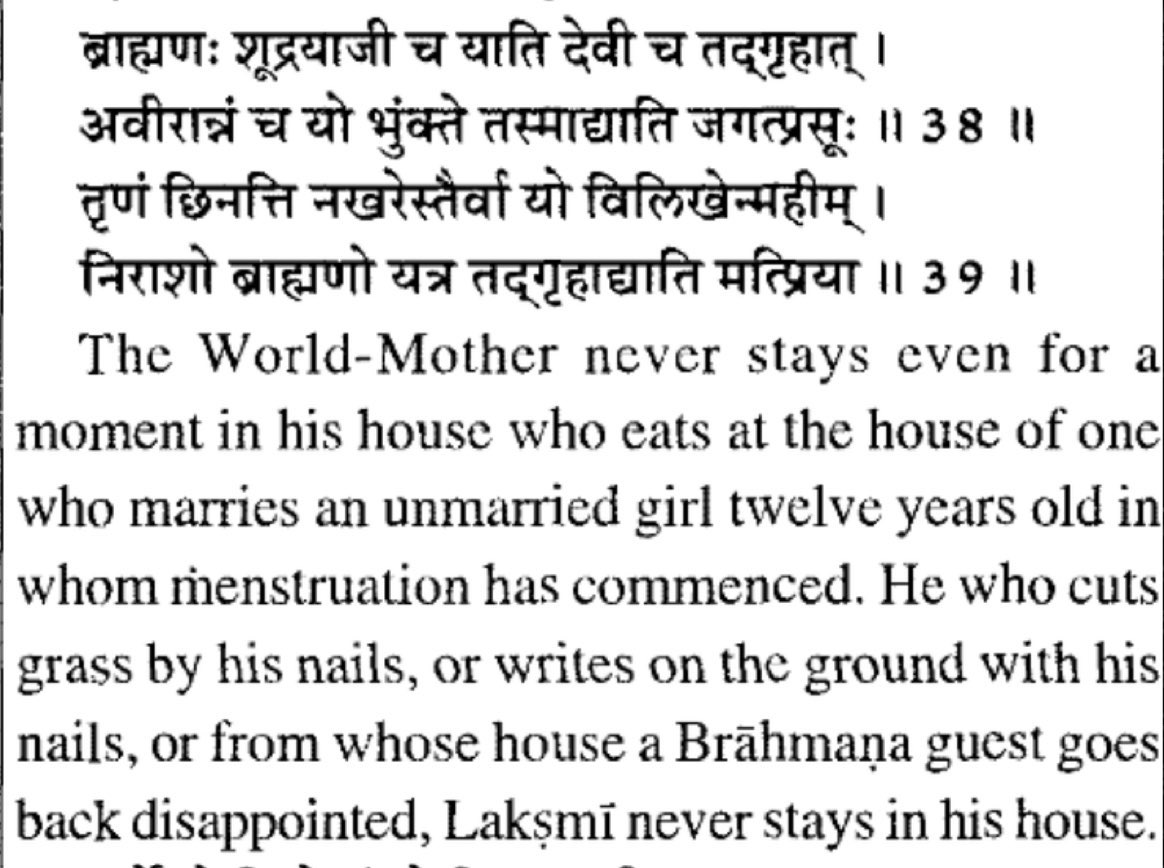 ब्राह्मणः शूद्रयाजी च याति देवी च तद्गृहात् ।
अवीरान्नं च यो भुंक्ते तस्माद्याति जगत्प्रसूः ॥ 38 ॥
तृणं छिनत्ति नखरेस्तैर्वा यो विलिखेन्महीम् ।
निराशो ब्राह्मणो यत्र तद्गृहाद्याति मत्प्रिया ॥ 39 ॥
The World-Mother never stays even for a
moment in his house who eats at the house of one
who marries an unmarried girl twelve years old in
whom menstruation has commenced. He who cuts
grass by his nails, or writes on the ground with his
nails, or from whose house a Brāhmaṇa guest goes
back disappointed, Lakṣmī never stays in his house.